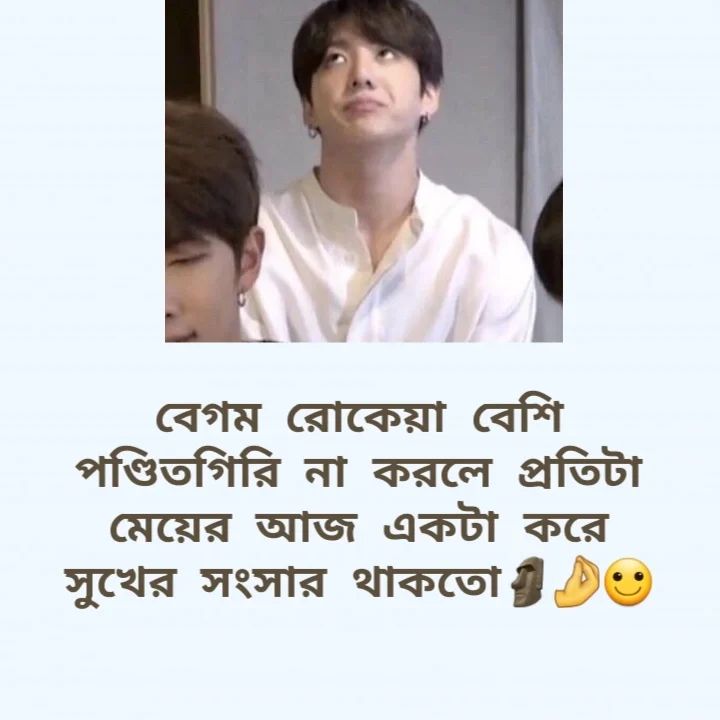 বেগম রোকেয়া বেশি
পণ্ডিতগিরি না করলে প্রতিটা
মেয়ের আজ একটা করে
সুখের সংসার থাকতো🗿🤌🙂